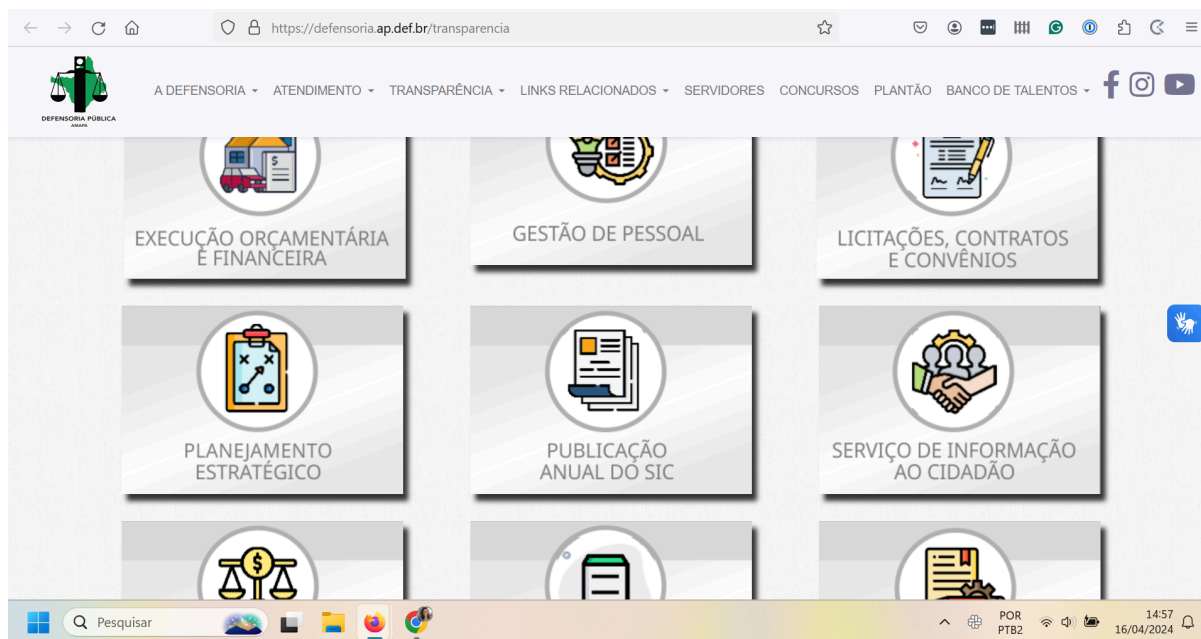 https://defensoria.ap.def.br/transparencia
DEFENSORIA PÚBLICA
AMAPÁ
A DEFENSORIA
ATENDIMENTO
TRANSPARÊNCIA
LINKS RELACIONADOS
SERVIDORES
CONCURSOS
PLANTÃO
BANCO DE TALENTOS
EXECUÇÃO ORÇAMENTÁRIA
E FINANCEIRA
GESTÃO DE PESSOAL
LICITAÇÕES, CONTRATOS
E CONVÊNIOS
PLANEJAMENTO
ESTRATÉGICO
PUBLICAÇÃO
ANUAL DO SIC
SERVIÇO DE INFORMAÇÃO
AO CIDADÃO
Pesquisar
POR
PTB2
14:57
16/04/2024